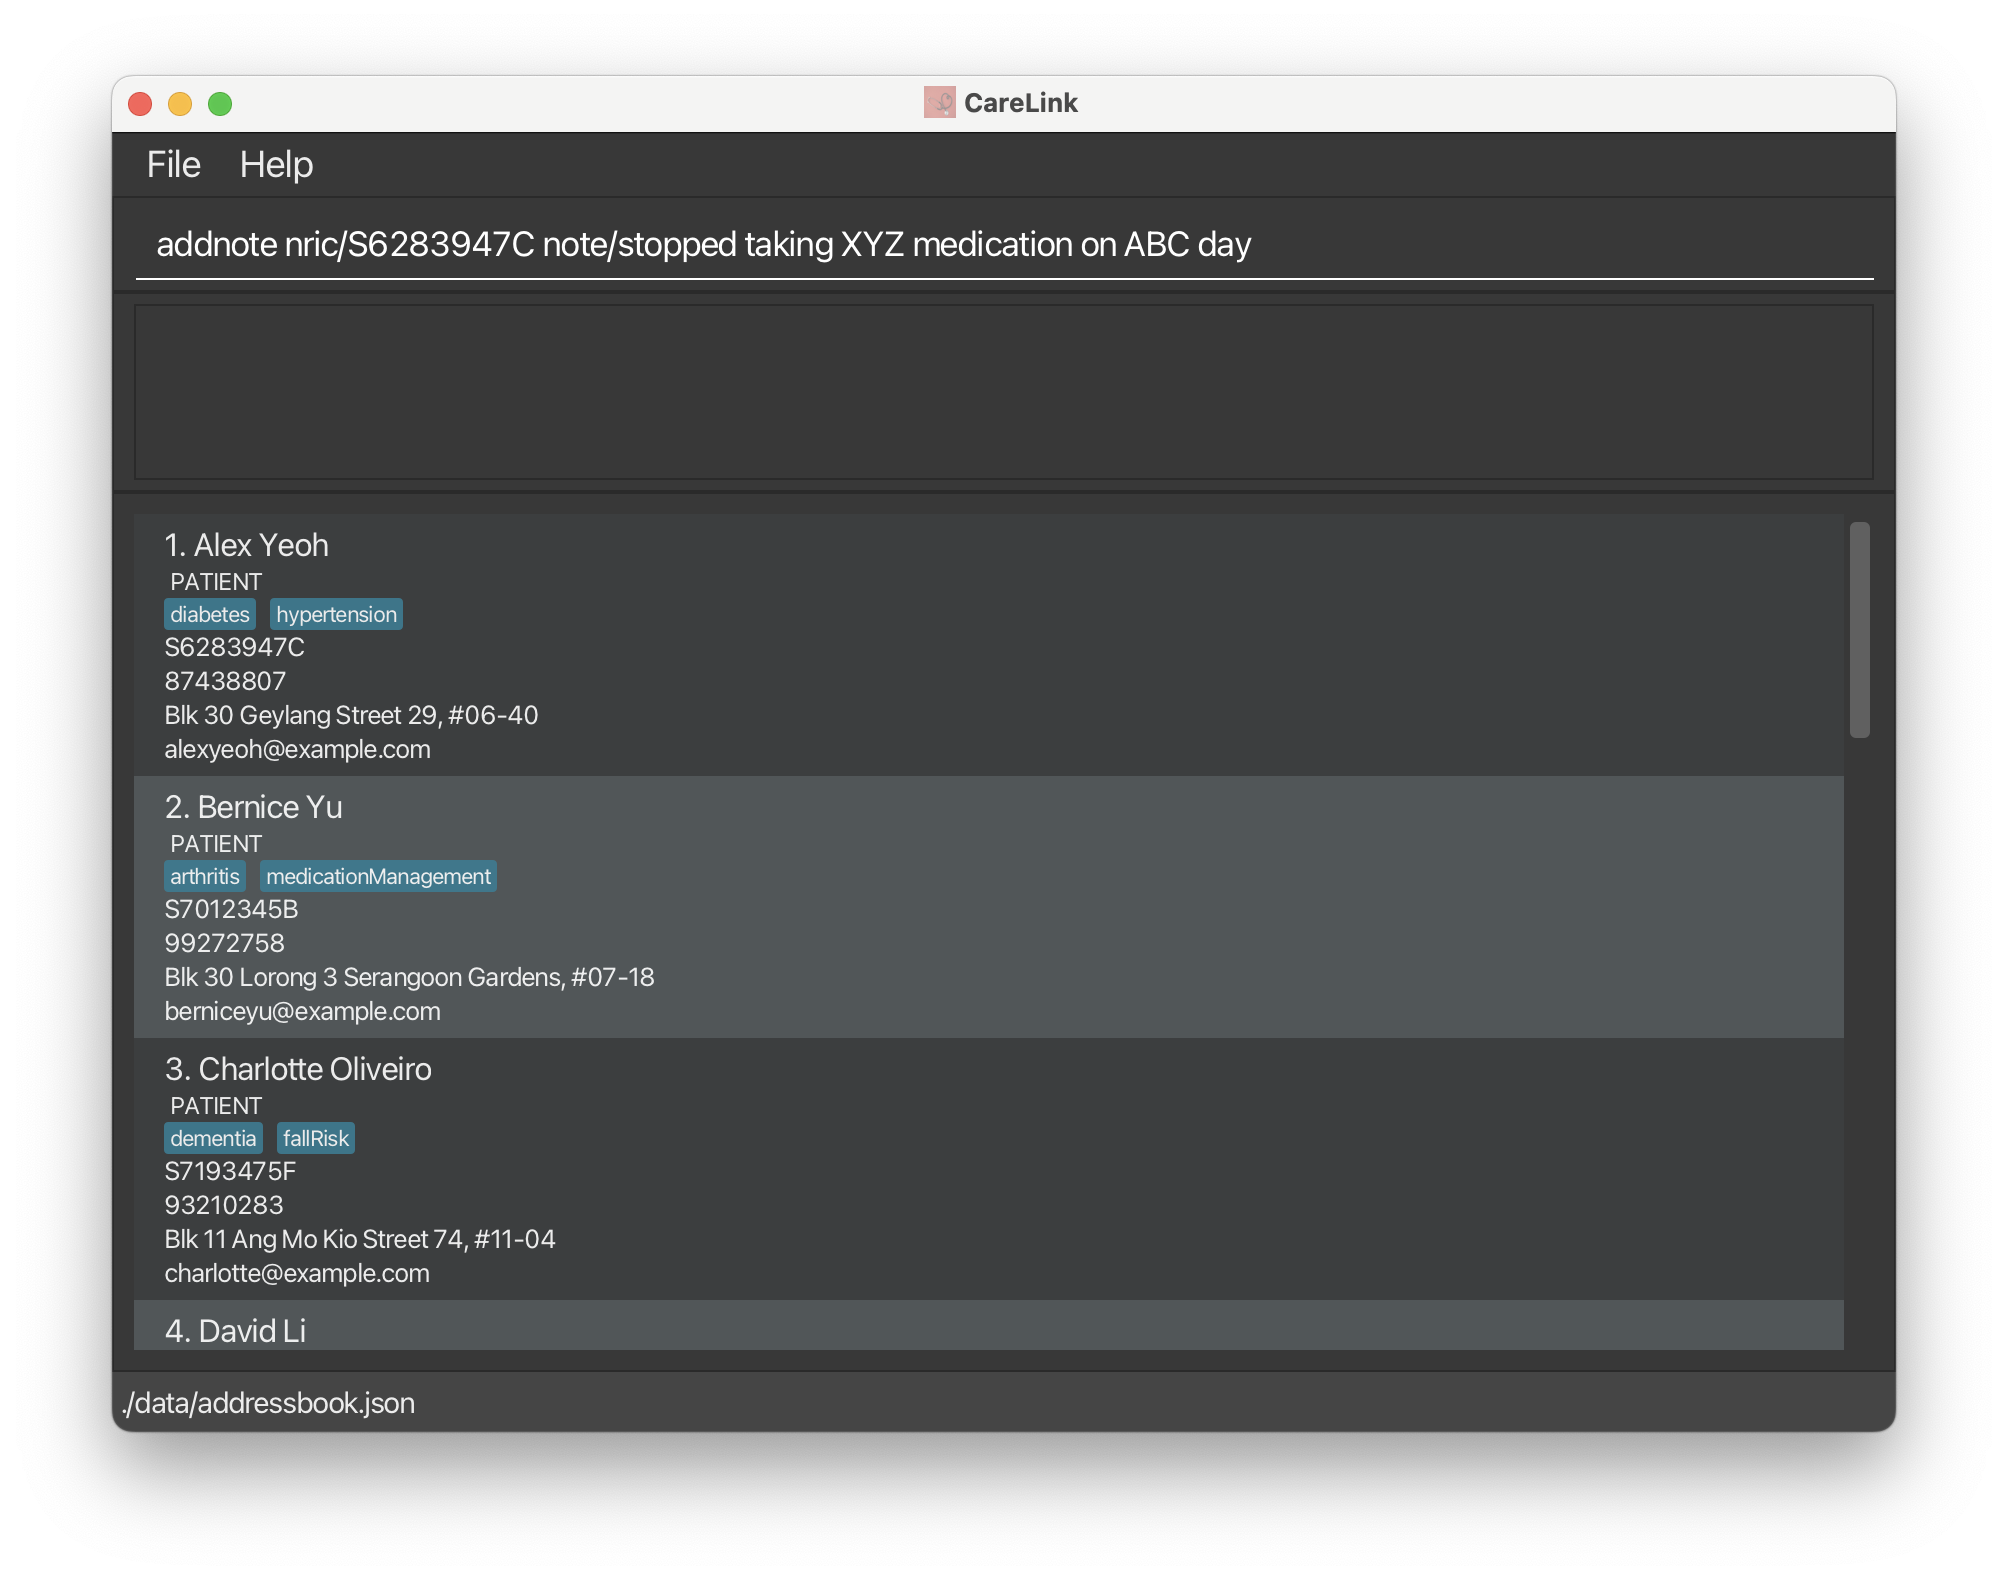 CareLink
File Help
addnote nric/S6283947C note/stopped taking XYZ medication on ABC day
1. Alex Yeoh
PATIENT
diabetes hypertension
S6283947C
87438807
Blk 30 Geylang Street 29, #06-40
alexyeoh@example.com
2. Bernice Yu
PATIENT
arthritis medicationManagement
S7012345B
99272758
Blk 30 Lorong 3 Serangoon Gardens, #07-18
berniceyu@example.com
3. Charlotte Oliveiro
PATIENT
dementia fallRisk
S7193475F
93210283
Blk 11 Ang Mo Kio Street 74, #11-04
charlotte@example.com
4. David Li
./data/addressbook.json